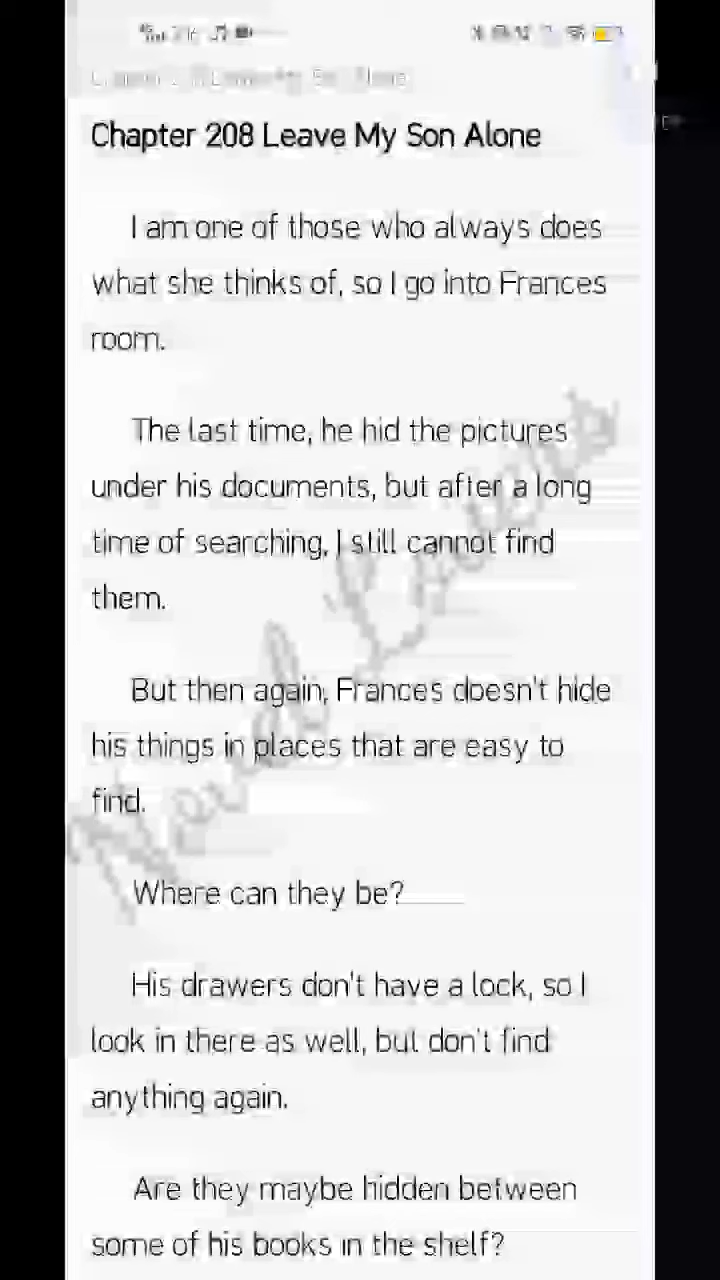 Chapter 208 Leave My Son Alone
I am one of those who always does
what she thinks of, so I go into Frances
room.
The last time, he hid the pictures
under his documents, but after a long
time of searching, I still cannot find
them.
But then again, Frances doesn't hide
his things in places that are easy to
find.
Where can they be?
His drawers don't have a lock, so I
look in there as well, but don't find
anything again.
Are they maybe hidden between
some of his books in the shelf?
Novel Lovers